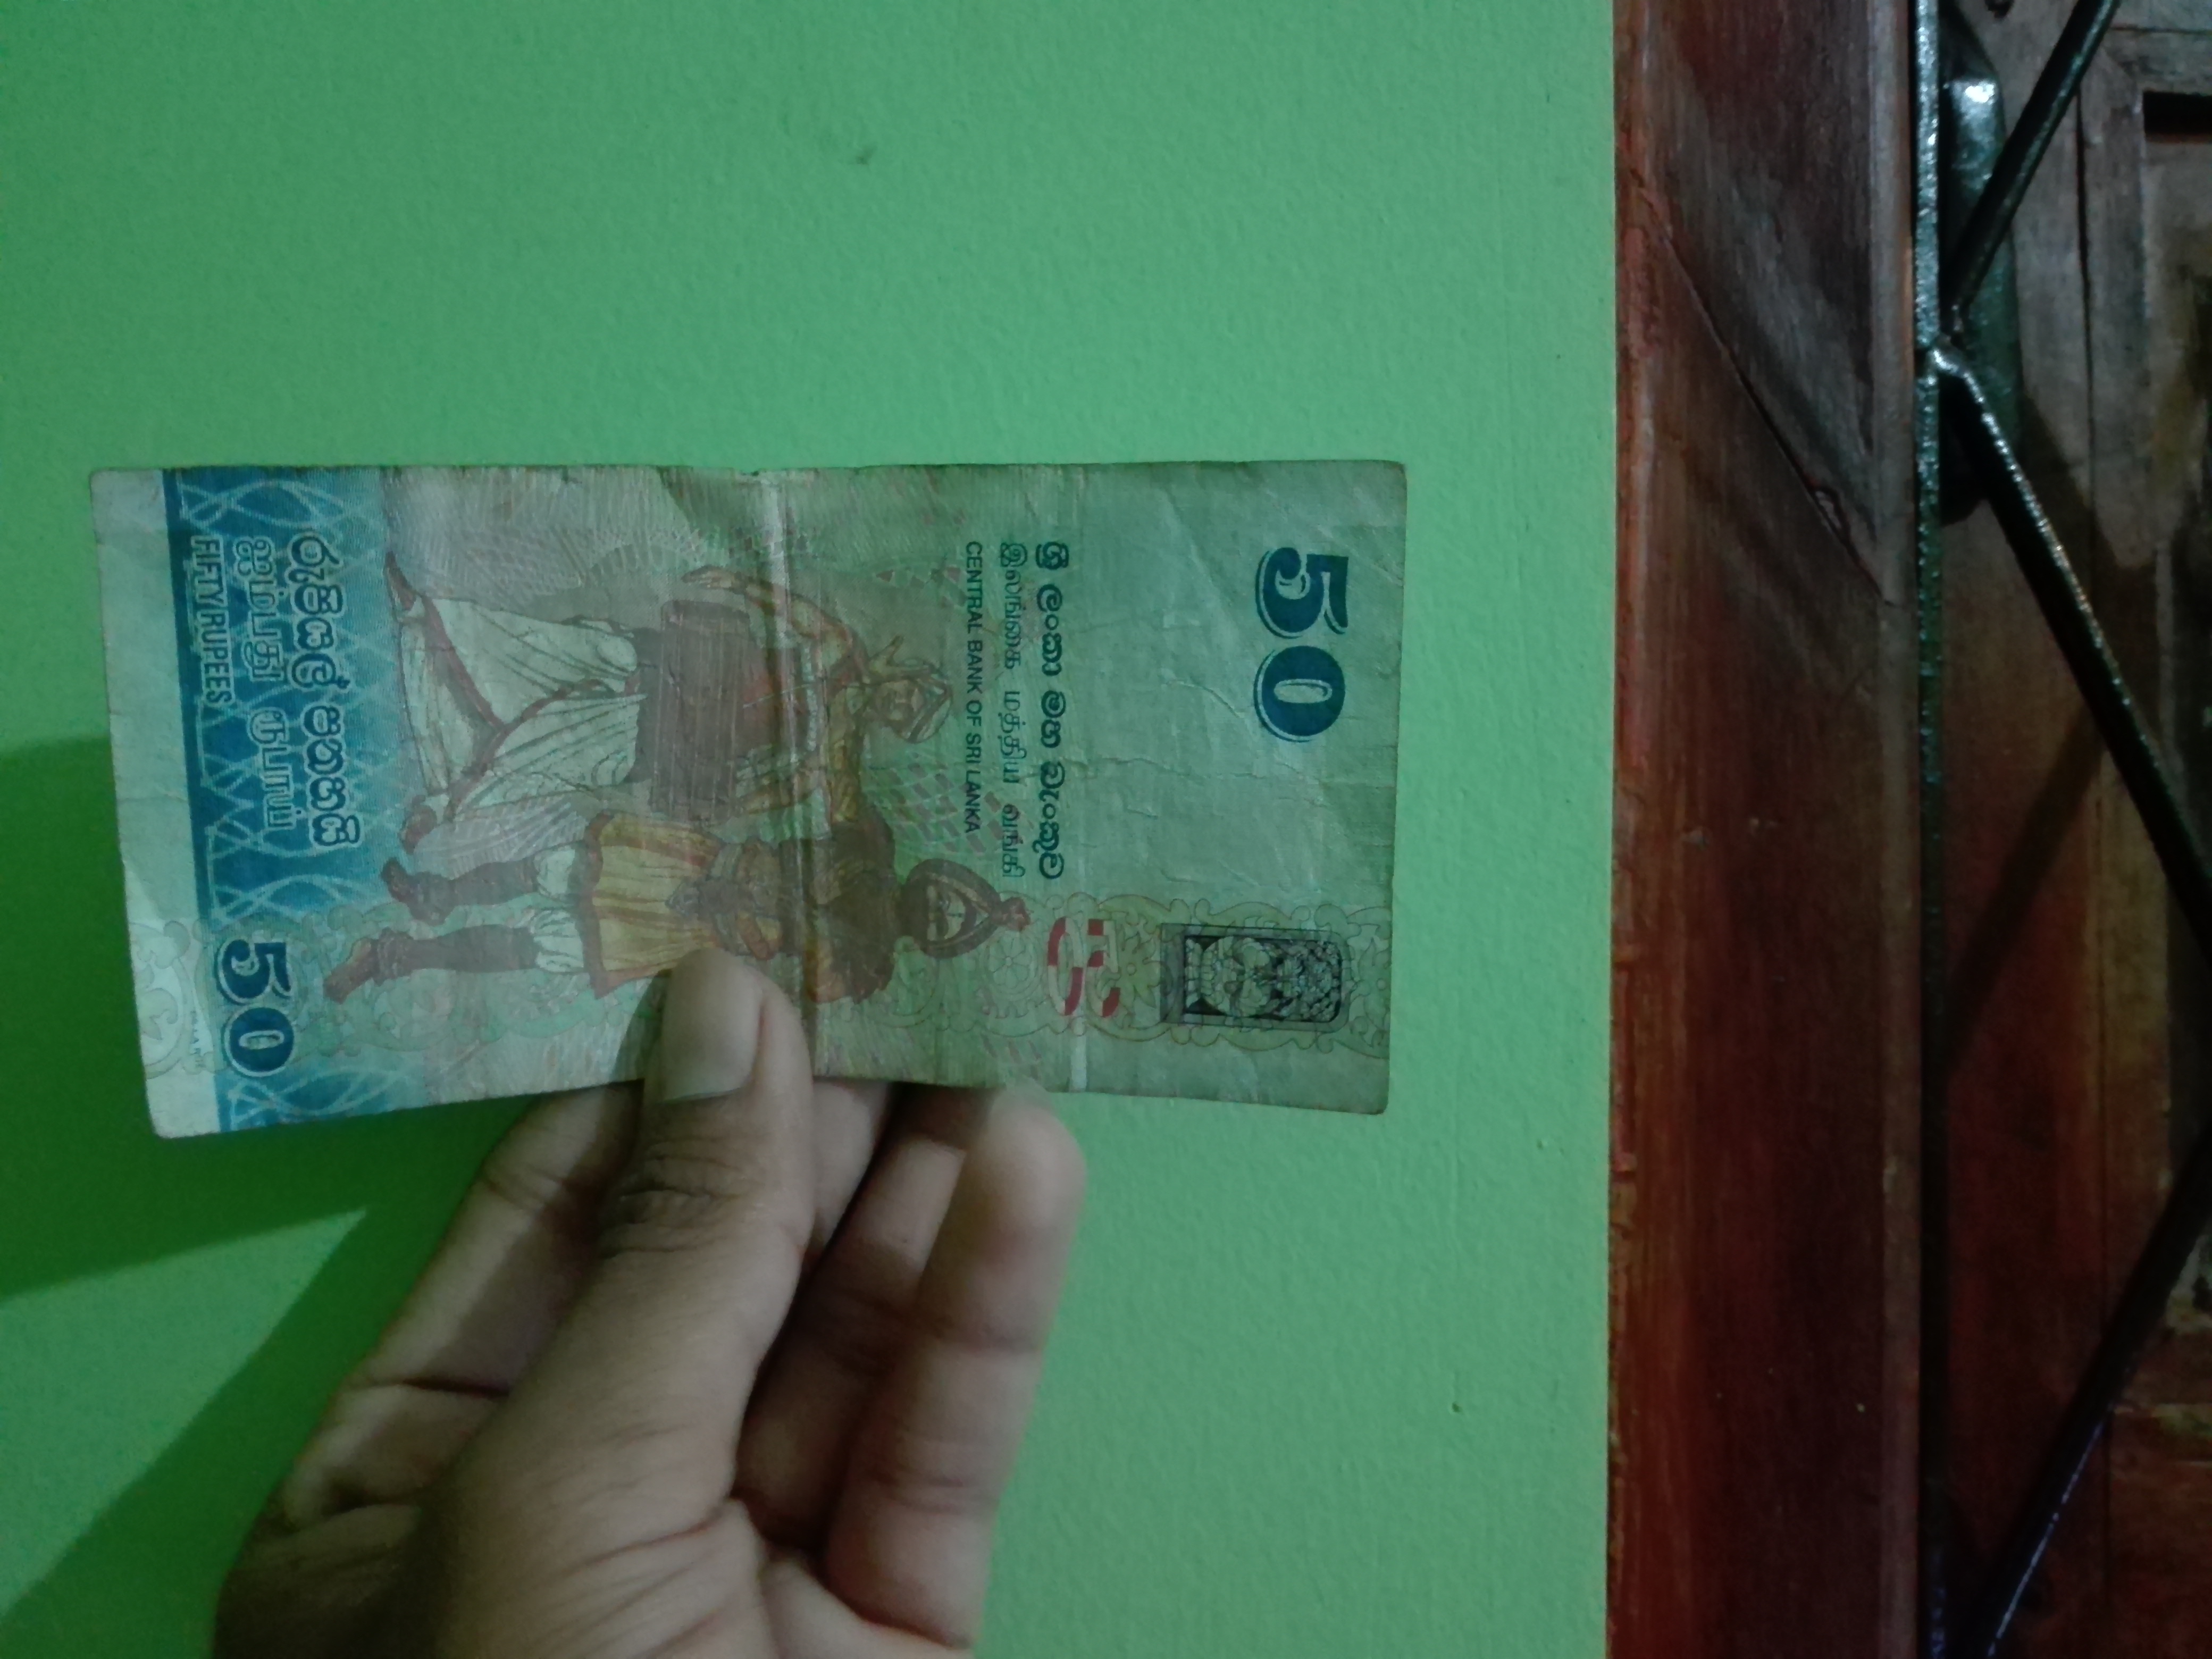 50
ශ්‍රී ලංකා මහ බැංකුව
இலங்கை மத்திய வங்கி
CENTRAL BANK OF SRI LANKA
රුපියල් පනහයි
ஐம்பது ரூபாய்
FIFTY RUPEES
50